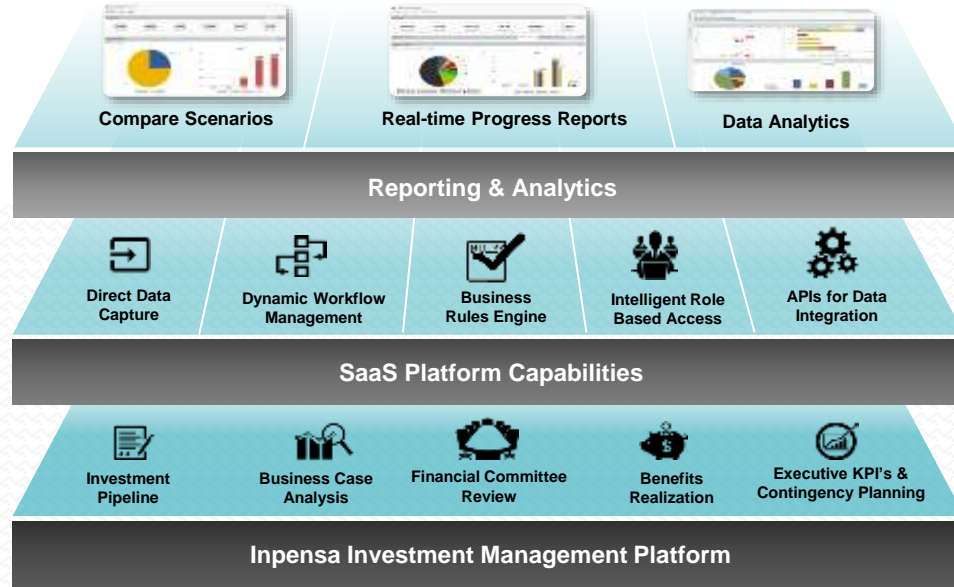 Compare Scenarios
Real-time Progress Reports
Data Analytics
Reporting & Analytics
Direct Data
Capture
Dynamic Workflow
Management
Business
Rules Engine
Intelligent Role
Based Access
APIs for Data
Integration
SaaS Platform Capabilities
Investment
Pipeline
Business Case
Analysis
Financial Committee
Review
Benefits
Realization
Executive KPI's &
Contingency Planning
Inpensa Investment Management Platform